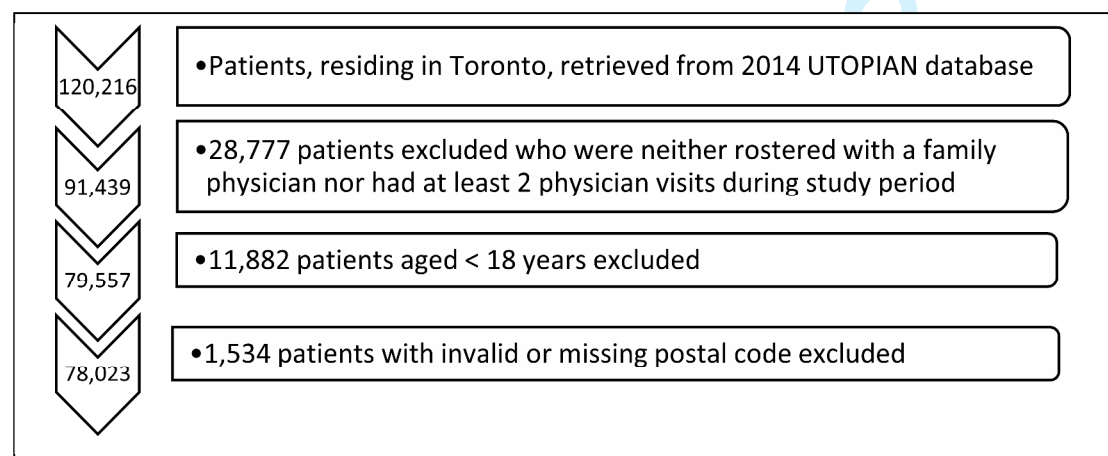 120,216
•Patients, residing in Toronto, retrieved from 2014 UTOPIAN database
91,439
•28,777 patients excluded who were neither rostered with a family
physician nor had at least 2 physician visits during study period
79,557
•11,882 patients aged < 18 years excluded
78,023
•1,534 patients with invalid or missing postal code excluded